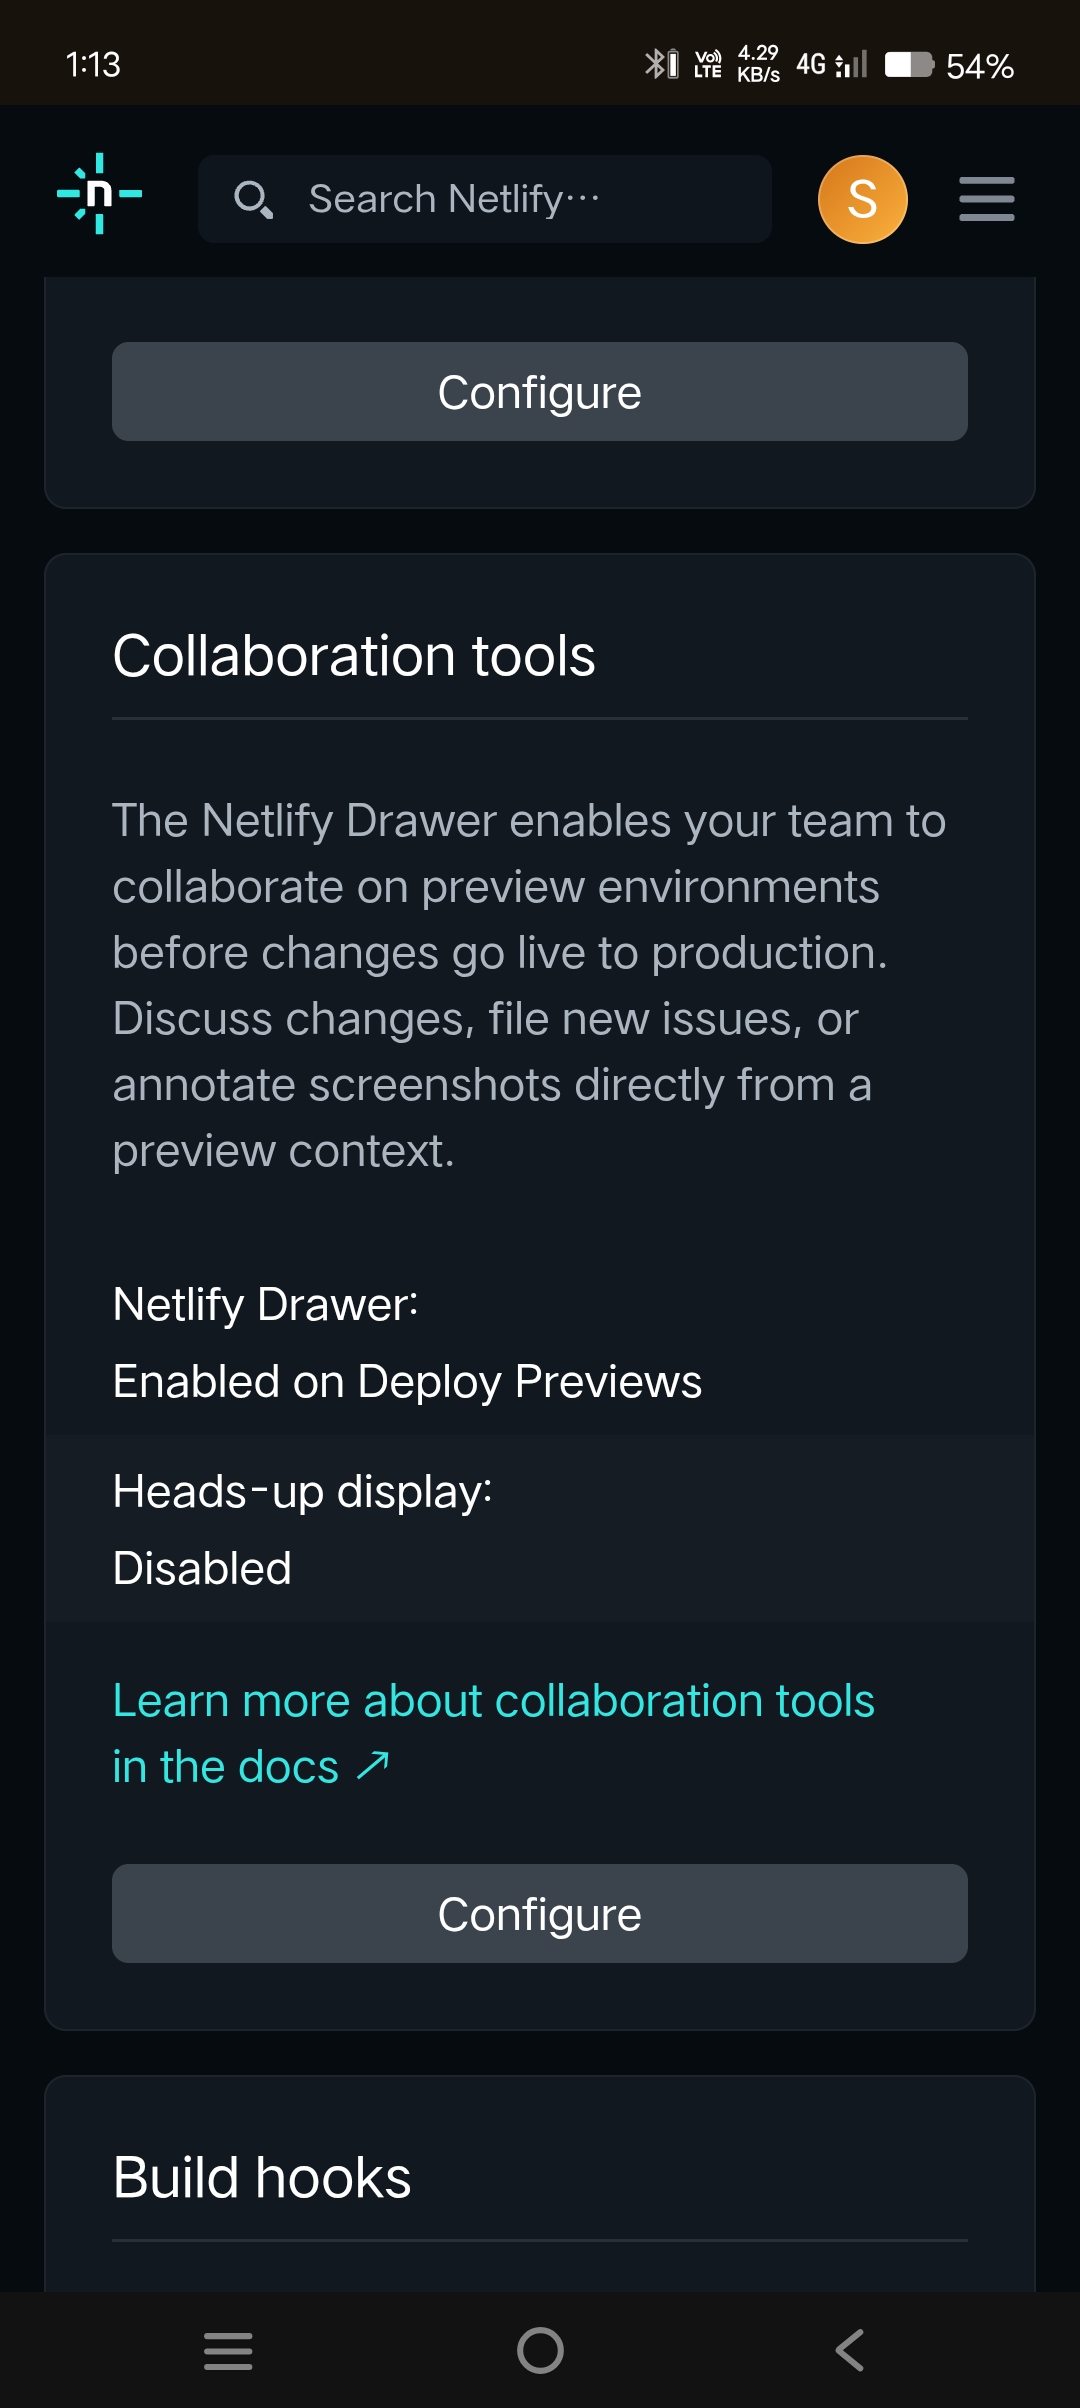 1:13
Vo)) LTE
4.29 KB/s
4G
54%
n
Search Netlify···
S
Configure
Collaboration tools
The Netlify Drawer enables your team to
collaborate on preview environments
before changes go live to production.
Discuss changes, file new issues, or
annotate screenshots directly from a
preview context.
Netlify Drawer:
Enabled on Deploy Previews
Heads-up display:
Disabled
Learn more about collaboration tools
in the docs ↗
Configure
Build hooks